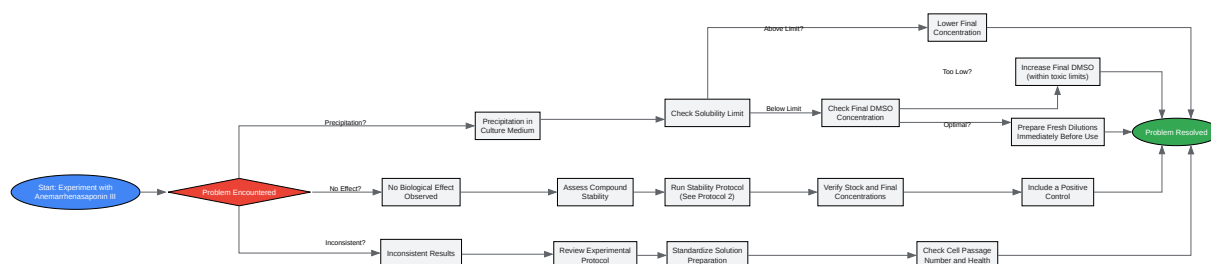 Start: Experiment with
Anemarrhenasaponin III
Problem Encountered
Precipitation?
Precipitation in
Culture Medium
Check Solubility Limit
Above Limit?
Lower Final
Concentration
Below Limit
Check Final DMSO
Concentration
Too Low?
Increase Final DMSO
(within toxic limits)
Optimal?
Prepare Fresh Dilutions
Immediately Before Use
Problem Resolved
No Effect?
No Biological Effect
Observed
Assess Compound
Stability
Run Stability Protocol
(See Protocol 2)
Verify Stock and Final
Concentrations
Include a Positive
Control
Inconsistent?
Inconsistent Results
Review Experimental
Protocol
Standardize Solution
Preparation
Check Cell Passage
Number and Health